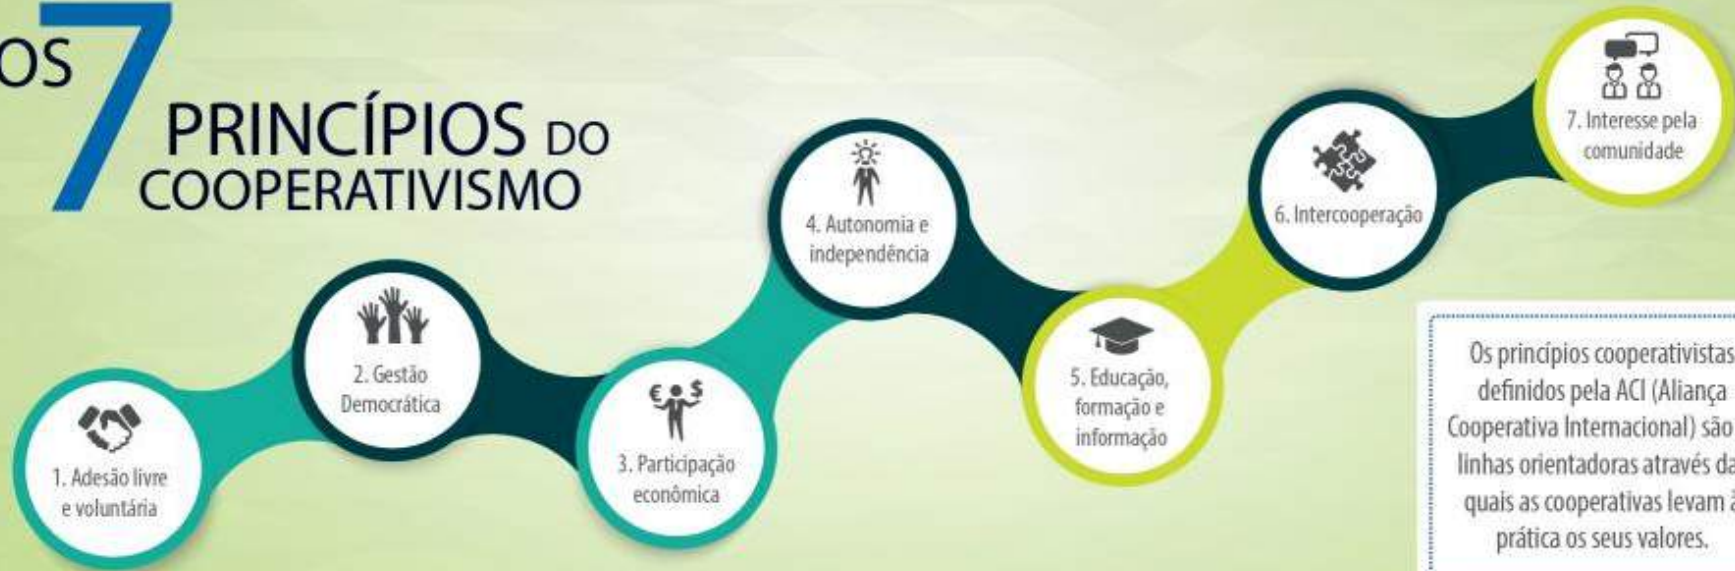 OS 7
PRINCÍPIOS DO
COOPERATIVISMO
1. Adesão livre
e voluntária
2. Gestão
Democrática
€ $
3. Participação
econômica
4. Autonomia e
independência
5. Educação,
formação e
informação
6. Intercooperação
7. Interesse pela
comunidade
Os princípios cooperativistas
definidos pela ACI (Aliança
Cooperativa Internacional) são
linhas orientadoras através
quais as cooperativas levam
prática os seus valores.